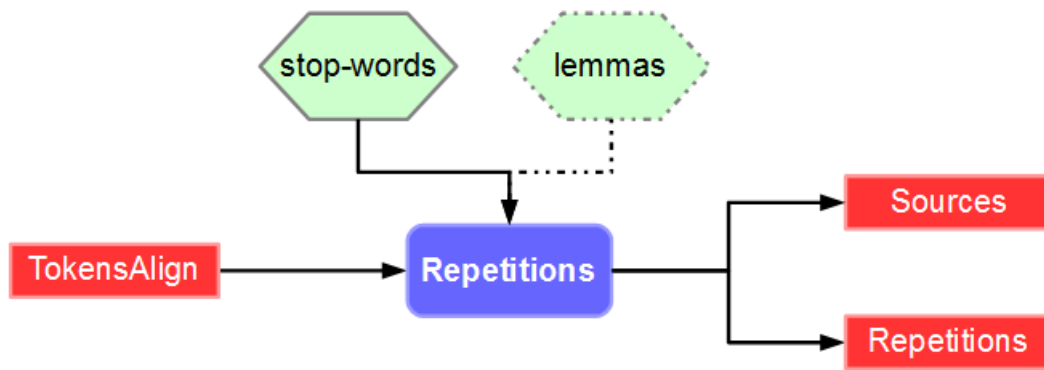 stop-words
lemmas
TokensAlign
Repetitions
Sources
Repetitions